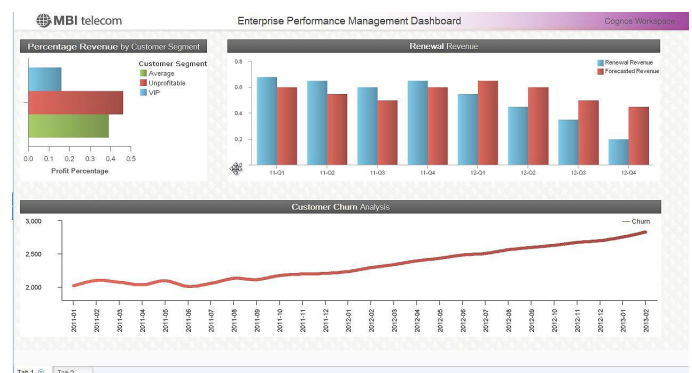 MBI telecom
Enterprise Performance Management Dashboard
Cognos Workspace
Percentage Revenue by Customer Segment
Customer Segment
Average
Unprofitable
VIP
0.0 0.1 0.2 0.3 0.4 0.5
Profit Percentage
Renewal Revenue
Renewal Revenue
Forecasted Revenue
0.8
0.6
0.4
0.2
11-Q1 11-Q2 11-Q3 11-Q4 12-Q1 12-Q2 12-Q3 12-Q4
Customer Churn Analysis
Churn
3,000
2,500
2,000
2011-01 2011-02 2011-03 2011-04 2011-05 2011-06 2011-07 2011-08 2011-09 2011-10 2011-11 2011-12 2012-01 2012-02 2012-03 2012-04 2012-05 2012-06 2012-07 2012-08 2012-09 2012-10 2012-11 2012-12 2013-01 2013-02
Tab 1 Tab 2